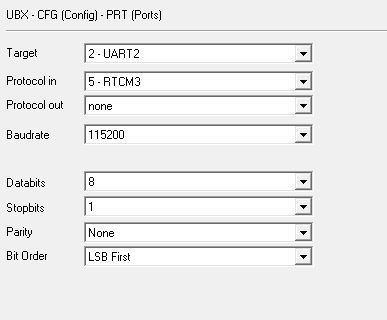 UBX - CFG (Config) - PRT (Ports)
Target 2 - UART2
Protocol in 5 - RTCM3
Protocol out none
Baudrate 115200
Databits 8
Stopbits 1
Parity None
Bit Order LSB First